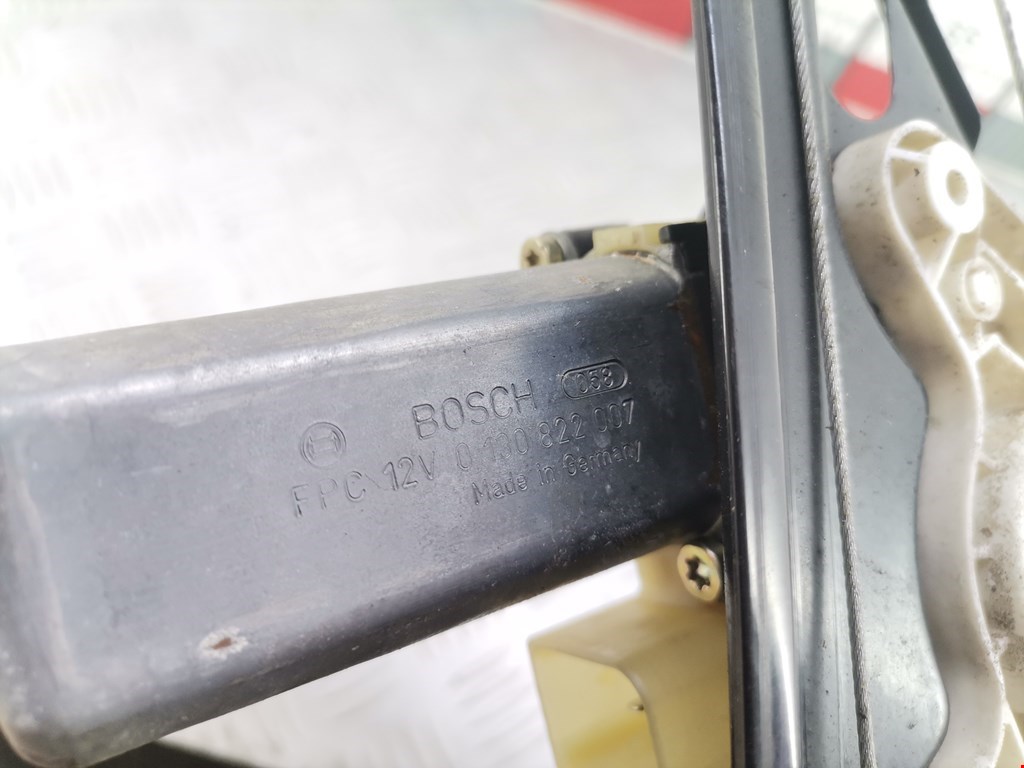 BOSCH 058
FPC 12V 0 130 822 007
Made in Germany